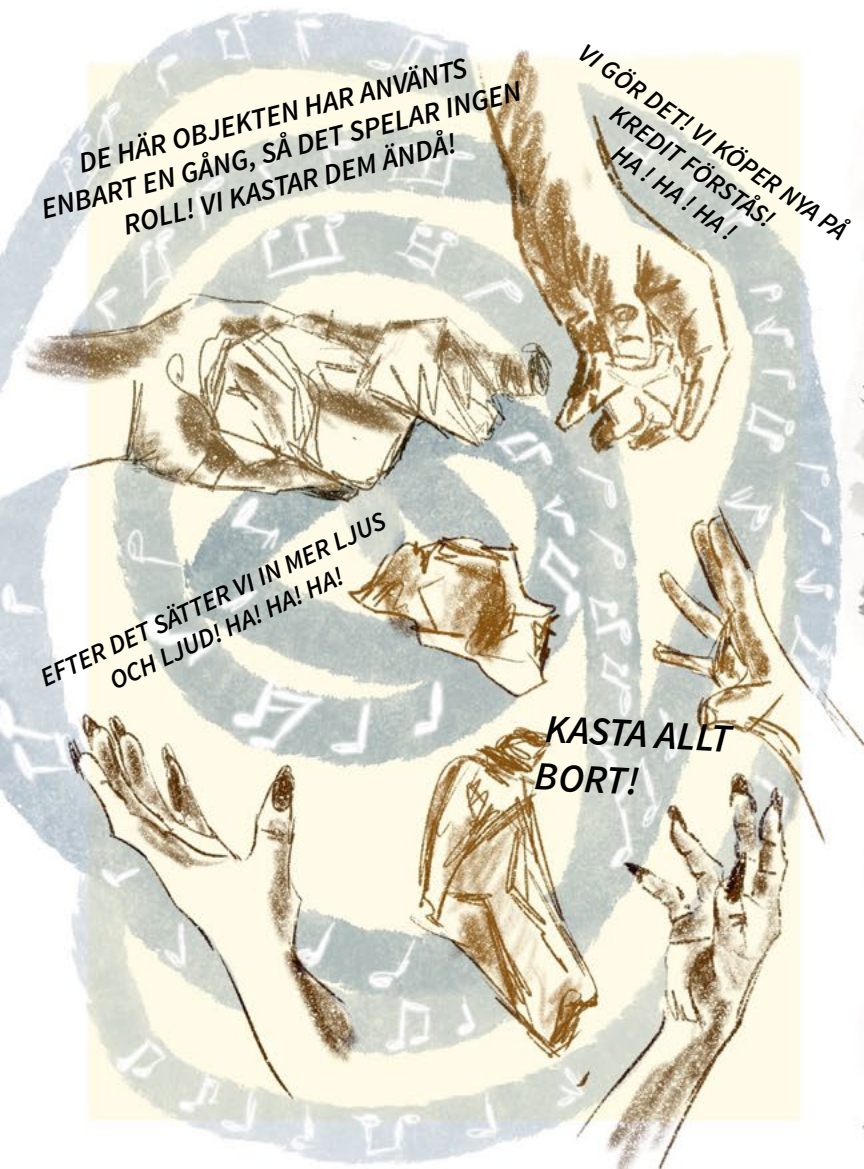 DE HÄR OBJEKTEN HAR ANVÄNTS
ENBART EN GÅNG, SÅ DET SPELAR INGEN
ROLL! VI KASTAR DEM ÄNDÅ!
VI GÖR DET! VI KÖPER NYA PÅ
KREDIT FÖRSTÅS!
HA! HA! HA!
EFTER DET SÄTTER VI IN MER LJUS
OCH LJUD! HA! HA! HA!
KASTA ALLT
BORT!